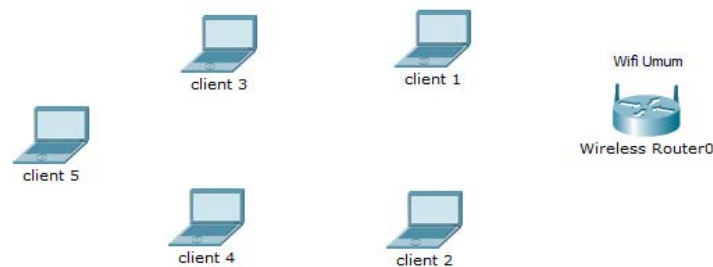 client 3
client 1
Wifi Umum
Wireless Router0
client 5
client 4
client 2